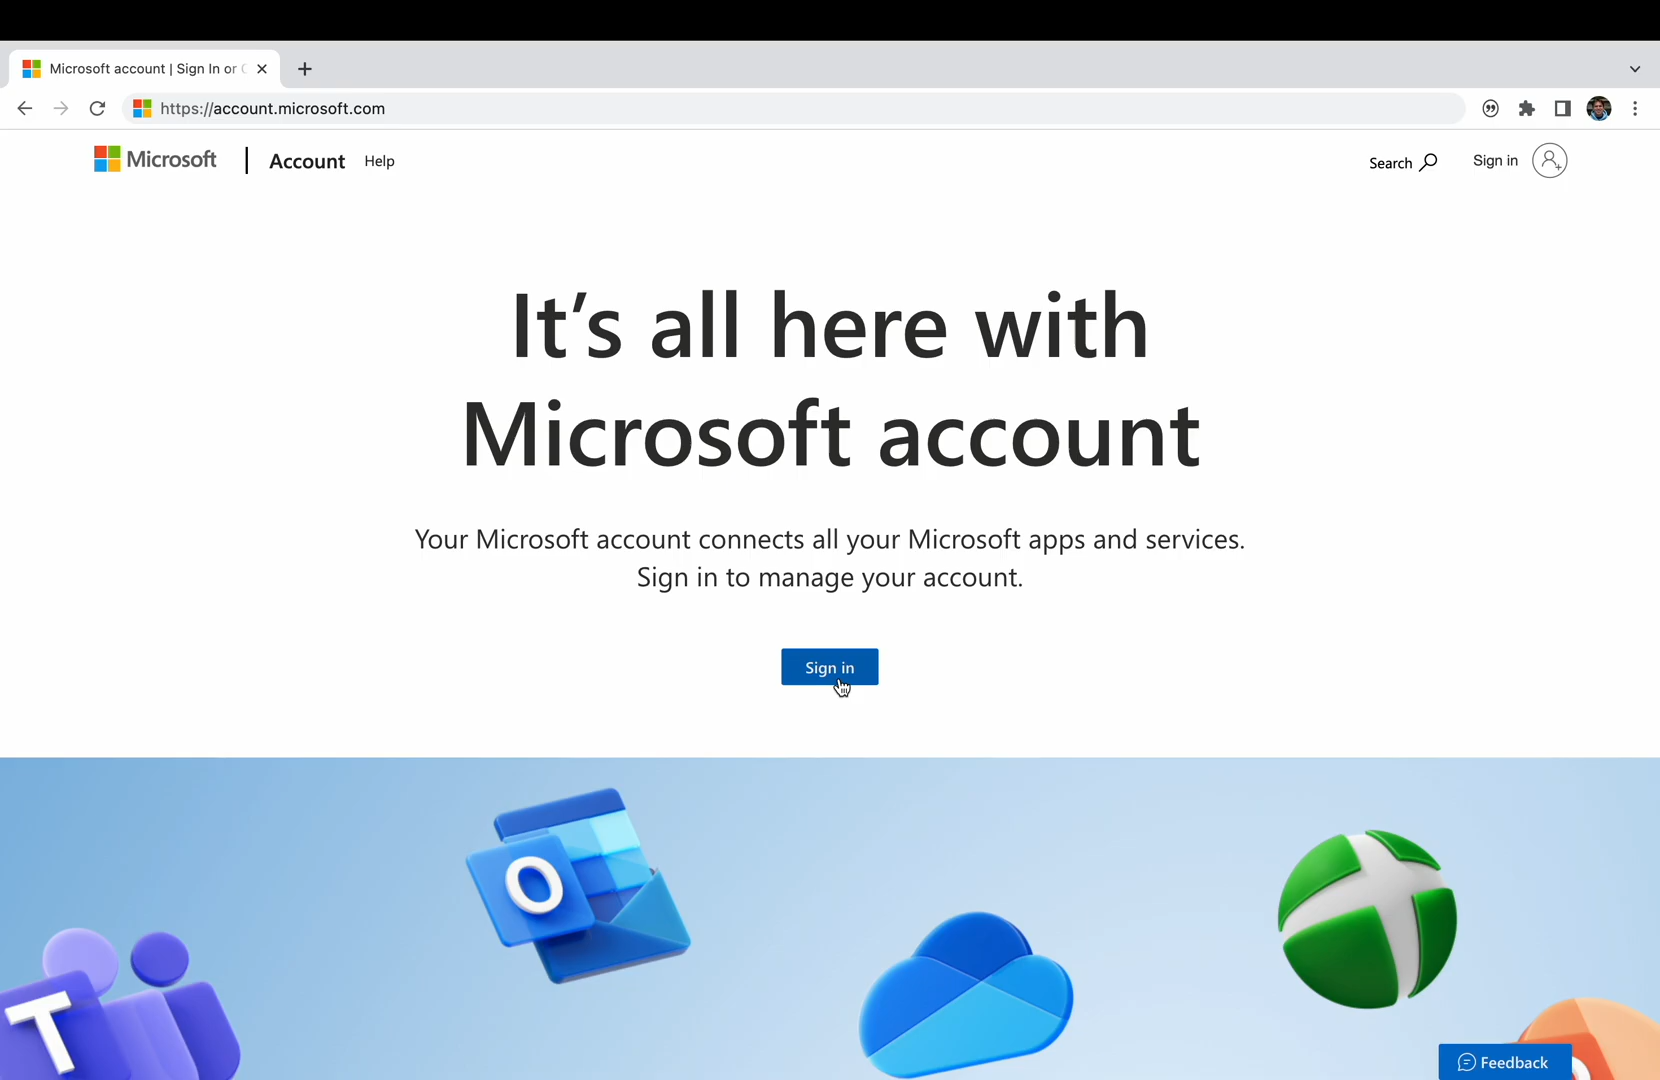 Microsoft account | Sign In or
https://account.microsoft.com
Microsoft
Account
Help
Search
Sign in
It’s all here with
Microsoft account
Your Microsoft account connects all your Microsoft apps and services.
Sign in to manage your account.
Sign in
O
T
Feedback